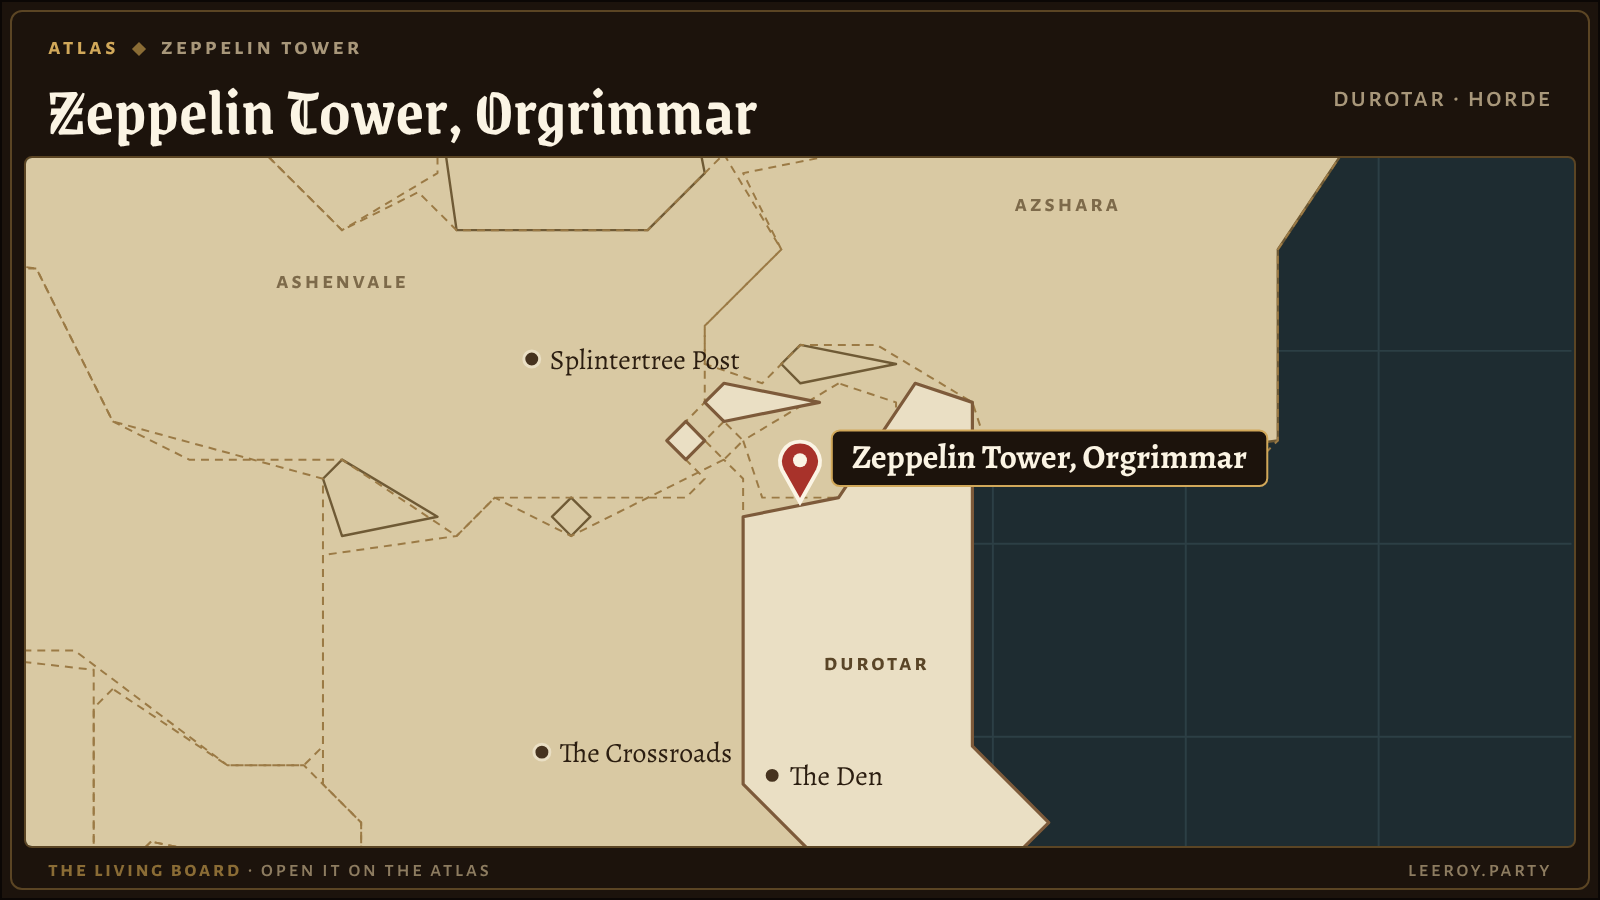 ATLAS ◆ ZEPPELIN TOWER
Zeppelin Tower, Orgrimmar
DUROTAR · HORDE
AZSHARA
ASHENVALE
Splintertree Post
Zeppelin Tower, Orgrimmar
DUROTAR
The Crossroads
The Den
THE LIVING BOARD · OPEN IT ON THE ATLAS
LEEROY.PARTY